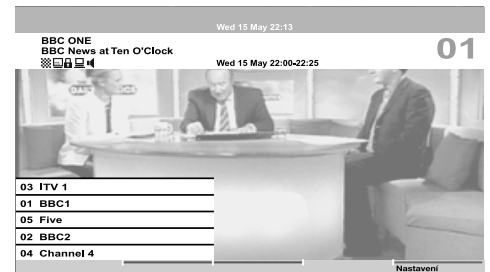 Wed 15 May 22:13
BBC ONE
BBC News at Ten O'Clock
01
Wed 15 May 22:00-22:25
03 ITV 1
01 BBC1
05 Five
02 BBC2
04 Channel 4
Nastavení